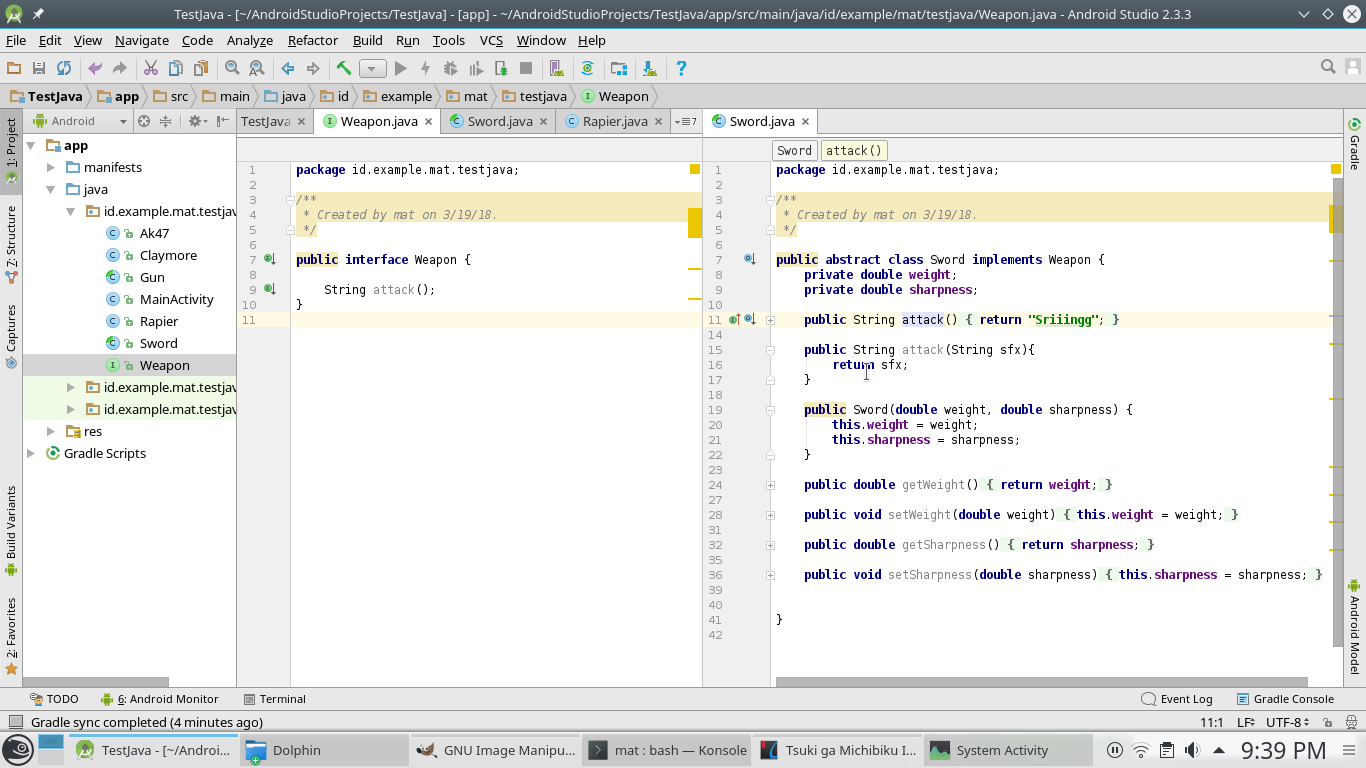 TestJava - [~/AndroidStudioProjects/TestJava] - [app] - ~/AndroidStudioProjects/TestJava/app/src/main/java/id/example/mat/testjava/Weapon.java - Android Studio 2.3.3
File Edit View Navigate Code Analyze Refactor Build Run Tools VCS Window Help
TestJava app src main java id example mat testjava Weapon
1: Project
7: Structure
Captures
Build Variants
2: Favorites
Android
app
manifests
java
id.example.mat.testjav
Ak47
Claymore
Gun
MainActivity
Rapier
Sword
Weapon
id.example.mat.testjav
id.example.mat.testjav
res
Gradle Scripts
TestJava Weapon.java Sword.java Rapier.java 7
1 package id.example.mat.testjava;
2
3 /**
4 * Created by mat on 3/19/18.
5 */
6
7 public interface Weapon {
8
9 String attack();
10 }
11
Sword.java
Sword attack()
1 package id.example.mat.testjava;
2
3 /**
4 * Created by mat on 3/19/18.
5 */
6
7 public abstract class Sword implements Weapon {
8 private double weight;
9 private double sharpness;
10
11 public String attack() { return "Sriiingg"; }
14
15 public String attack(String sfx){
16 return sfx;
17 }
18
19 public Sword(double weight, double sharpness) {
20 this.weight = weight;
21 this.sharpness = sharpness;
22 }
23
24 public double getWeight() { return weight; }
27
28 public void setWeight(double weight) { this.weight = weight; }
31
32 public double getSharpness() { return sharpness; }
35
36 public void setSharpness(double sharpness) { this.sharpness = sharpness; }
39
40
41 }
42
Gradle
Android Model
TODO 6: Android Monitor Terminal Event Log Gradle Console
Gradle sync completed (4 minutes ago) 11:1 LF UTF-8
TestJava - [~/Androi... Dolphin GNU Image Manipu... mat : bash — Konsole Tsuki ga Michibiku I... System Activity 9:39 PM